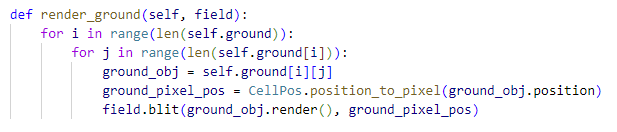 def render_ground(self, field):
    for i in range(len(self.ground)):
        for j in range(len(self.ground[i])):
            ground_obj = self.ground[i][j]
            ground_pixel_pos = CellPos.position_to_pixel(ground_obj.position)
            field.blit(ground_obj.render(), ground_pixel_pos)